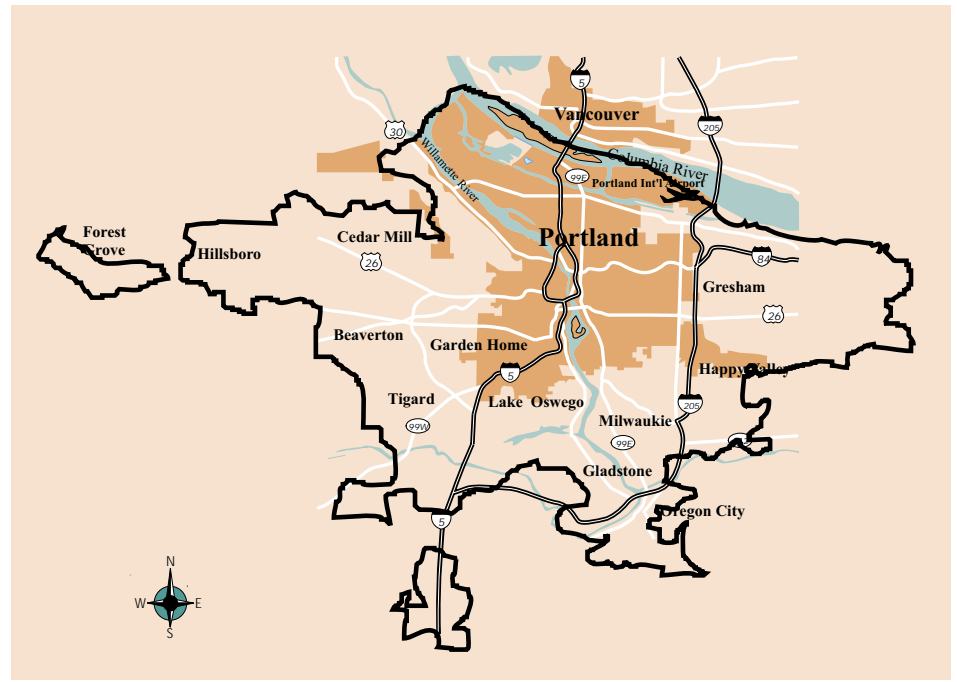 5
Vancouver
205
30
Willamette River
Columbia River
99E
Portland Int'l Airport
Forest
Grove
Cedar Mill
Portland
Hillsboro
26
84
Gresham
26
Beaverton
Garden Home
5
Happy Valley
Tigard
Lake Oswego
205
Milwaukie
99W
99E
Gladstone
Oregon City
5
N
W
E
S